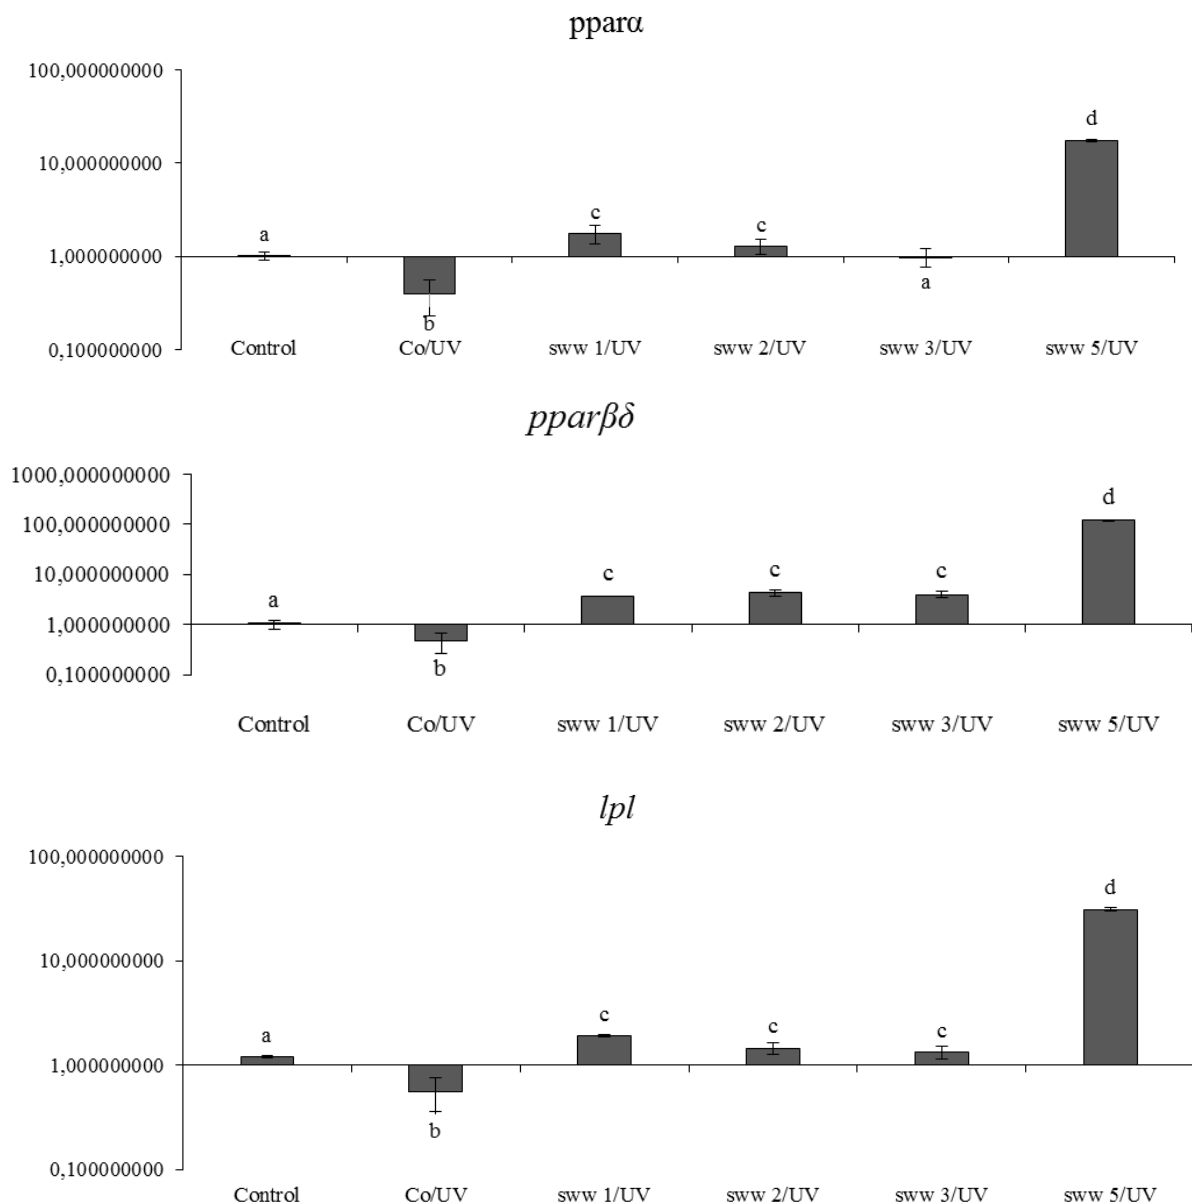 pparα
100,000000000
d
10,000000000
c
c
a
1,000000000
a
b
0,100000000
Control Co/UV sww 1/UV sww 2/UV sww 3/UV sww 5/UV
pparβδ
1000,000000000
d
100,000000000
10,000000000
c c c
a
1,000000000
b
0,100000000
Control Co/UV sww 1/UV sww 2/UV sww 3/UV sww 5/UV
lpl
100,000000000
d
10,000000000
a c c c
1,000000000
b
0,100000000
Control Co/UV sww 1/UV sww 2/UV sww 3/UV sww 5/UV